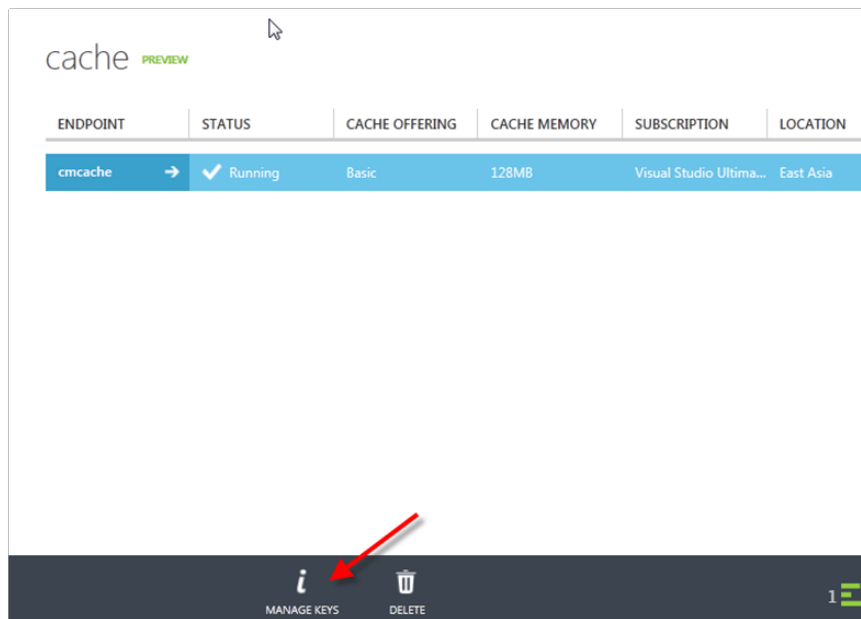 cache PREVIEW
ENDPOINT STATUS CACHE OFFERING CACHE MEMORY SUBSCRIPTION LOCATION
cmcache Running Basic 128MB Visual Studio Ultima... East Asia
MANAGE KEYS DELETE
1